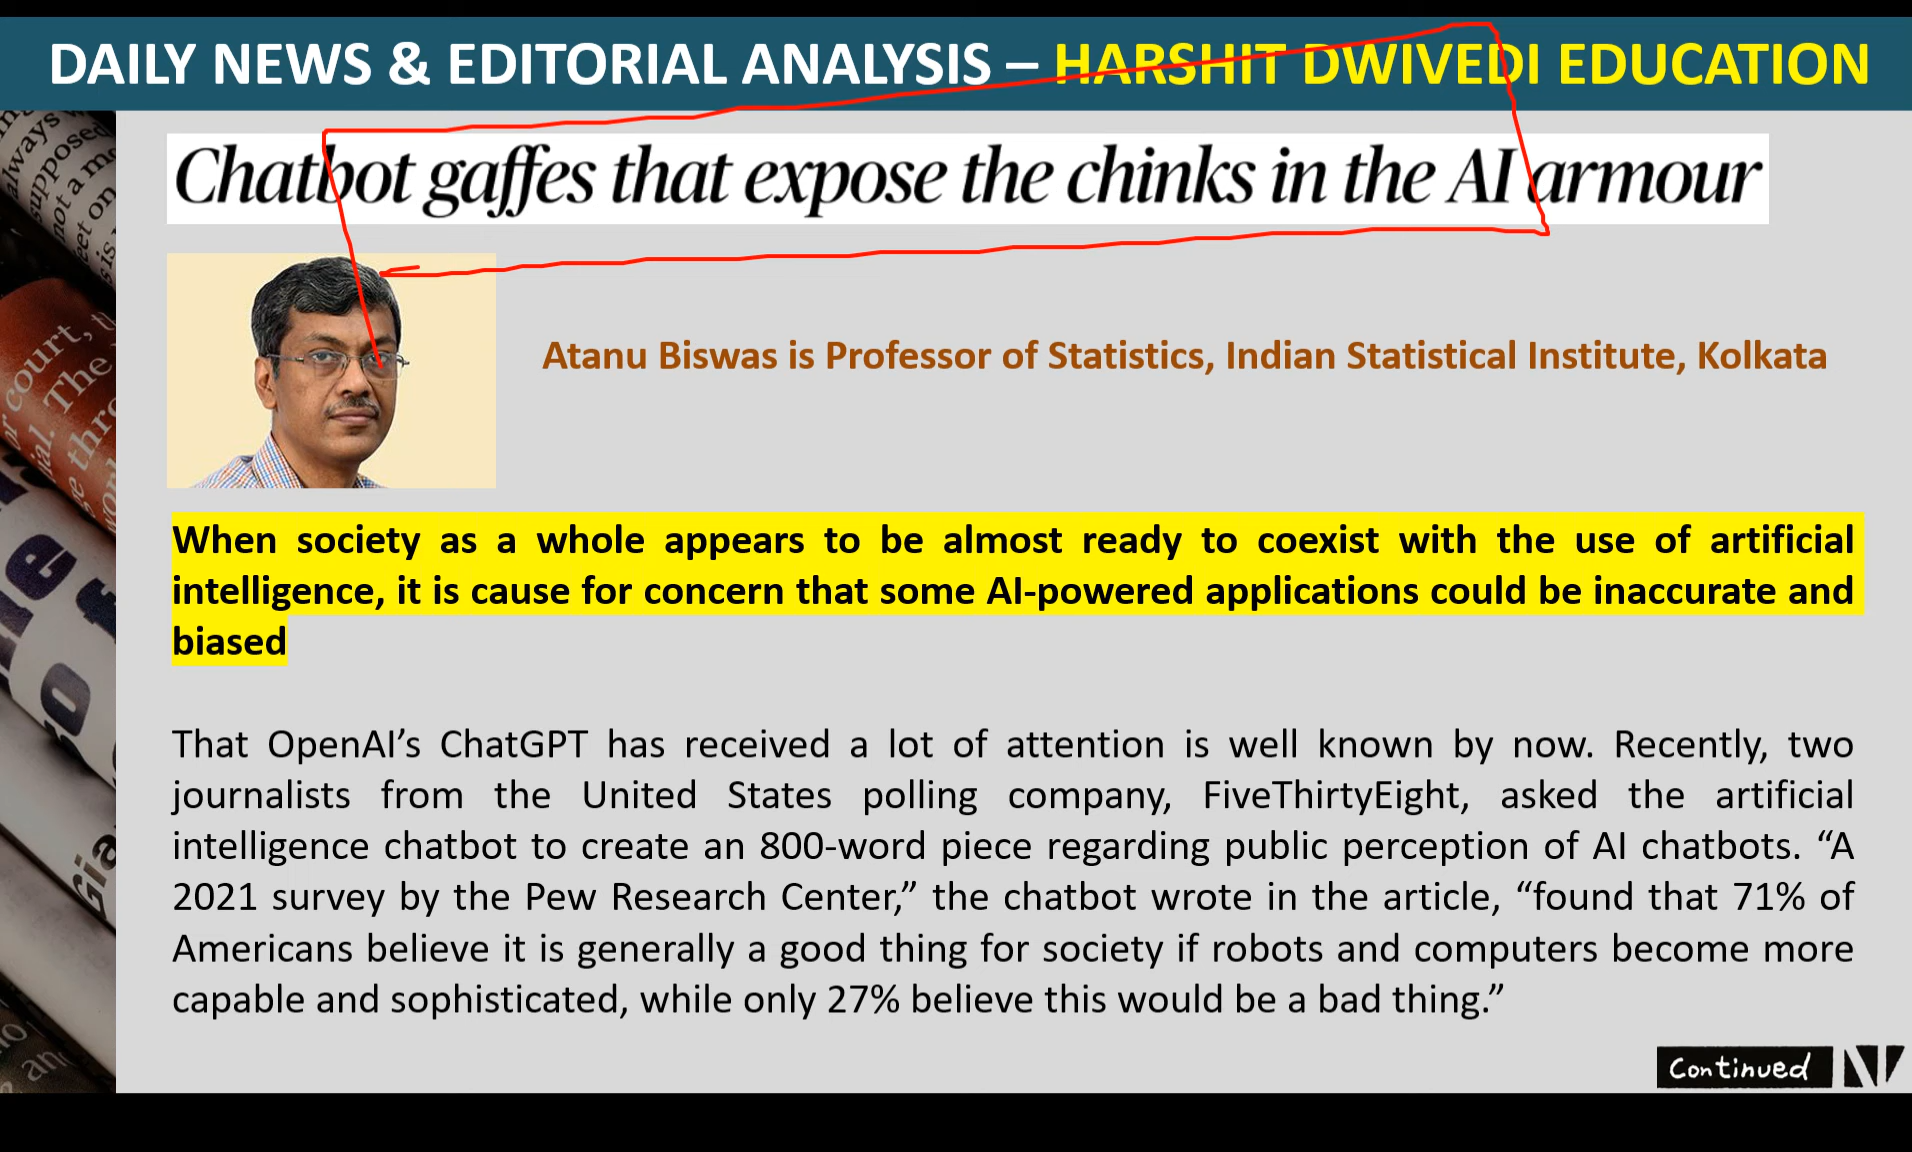 DAILY NEWS & EDITORIAL ANALYSIS – HARSHIT DWIVEDI EDUCATION
Chatbot gaffes that expose the chinks in the AI armour
Atanu Biswas is Professor of Statistics, Indian Statistical Institute, Kolkata
When society as a whole appears to be almost ready to coexist with the use of artificial
intelligence, it is cause for concern that some AI-powered applications could be inaccurate and
biased
That OpenAI’s ChatGPT has received a lot of attention is well known by now. Recently, two
journalists from the United States polling company, FiveThirtyEight, asked the artificial
intelligence chatbot to create an 800-word piece regarding public perception of AI chatbots. “A
2021 survey by the Pew Research Center,” the chatbot wrote in the article, “found that 71% of
Americans believe it is generally a good thing for society if robots and computers become more
capable and sophisticated, while only 27% believe this would be a bad thing.”
Continued
always
supposed
not a
eet on
court,
The